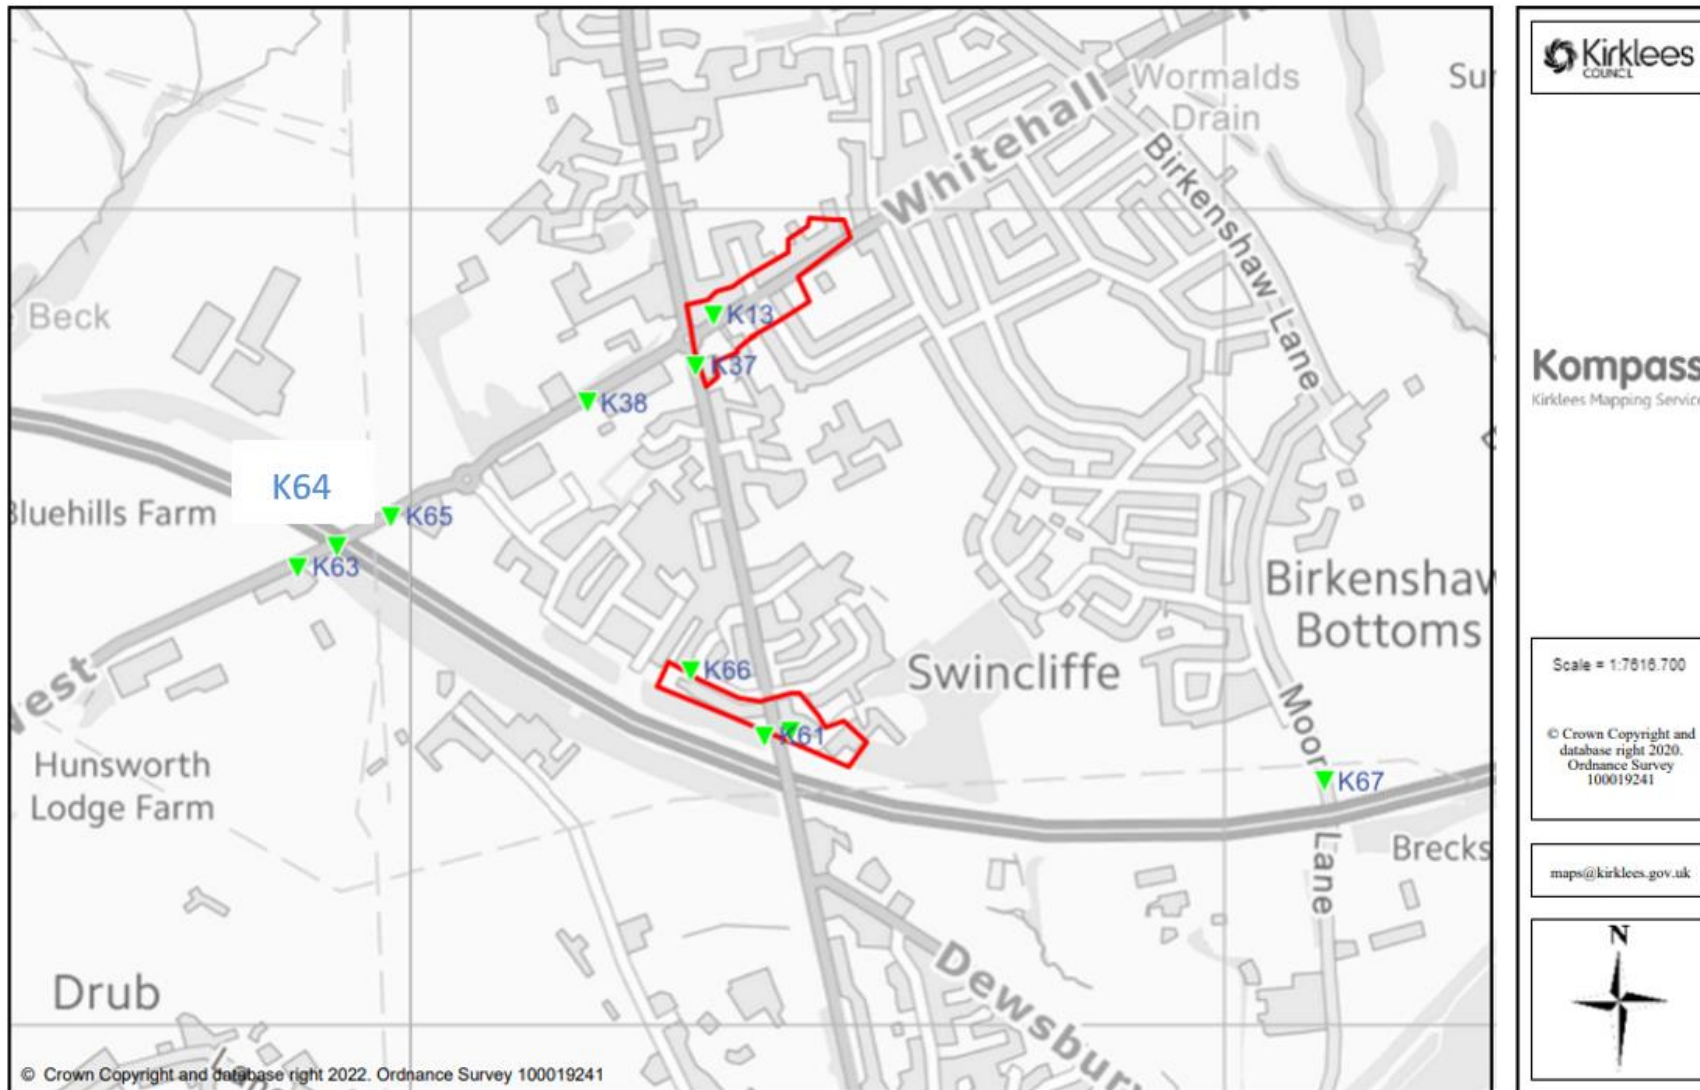 Wormalds
Drain
Su
Whitehall
Birkenshaw Lane
Beck
K13
K37
K38
K64
Bluehills Farm
K65
K63
Birkenshaw
Bottoms
K66
Swincliffe
West
K61
Moor Lane
K67
Hunsworth
Lodge Farm
Brecks
Dewsbury
Drub
© Crown Copyright and database right 2022. Ordnance Survey 100019241
Kirklees
COUNCIL
Kompass
Kirklees Mapping Service
Scale = 1:7616.700
© Crown Copyright and
database right 2020.
Ordnance Survey
100019241
maps@kirklees.gov.uk
N